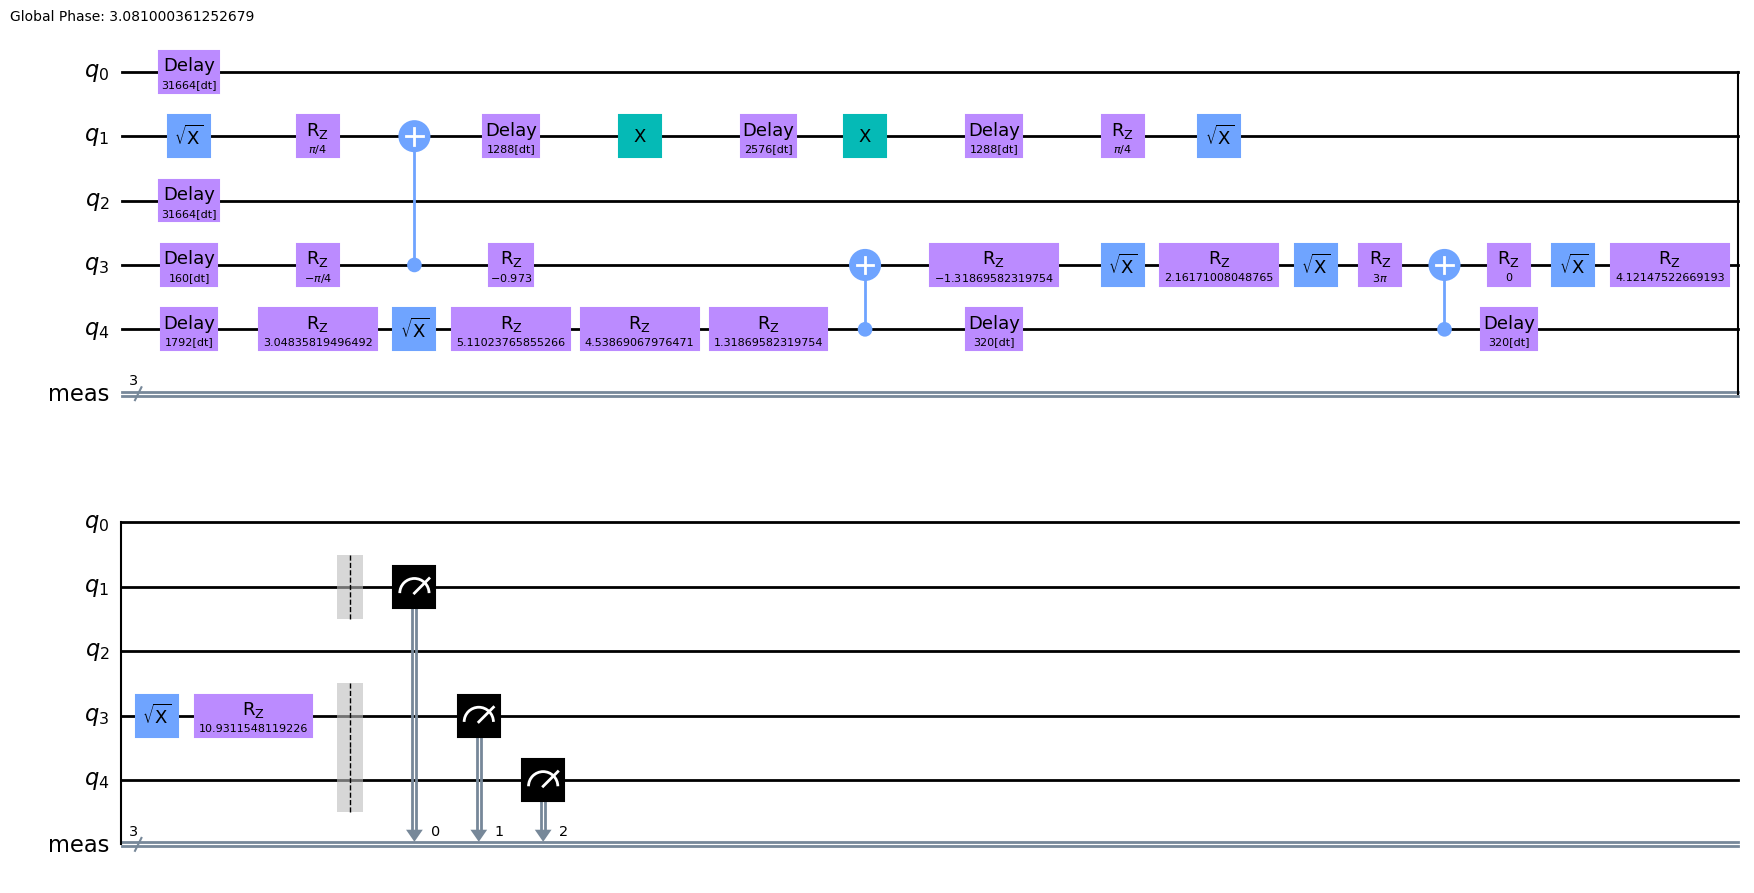 Global Phase: 3.081000361252679
q0 Delay 31664[dt]
q1 √X RZ π/4 Delay 1288[dt] X Delay 2576[dt] X Delay 1288[dt] RZ π/4 √X
q2 Delay 31664[dt]
q3 Delay 160[dt] RZ −π/4 RZ −0.973 RZ −1.31869582319754 √X RZ 2.16171008048765 √X RZ 3π RZ 0 √X RZ 4.12147522669193
q4 Delay 1792[dt] RZ 3.04835819496492 √X RZ 5.11023765855266 RZ 4.53869067976471 RZ 1.31869582319754 Delay 320[dt] Delay 320[dt]
meas 3
q0
q1
q2
q3 √X RZ 10.9311548119226
q4
meas 3 0 1 2